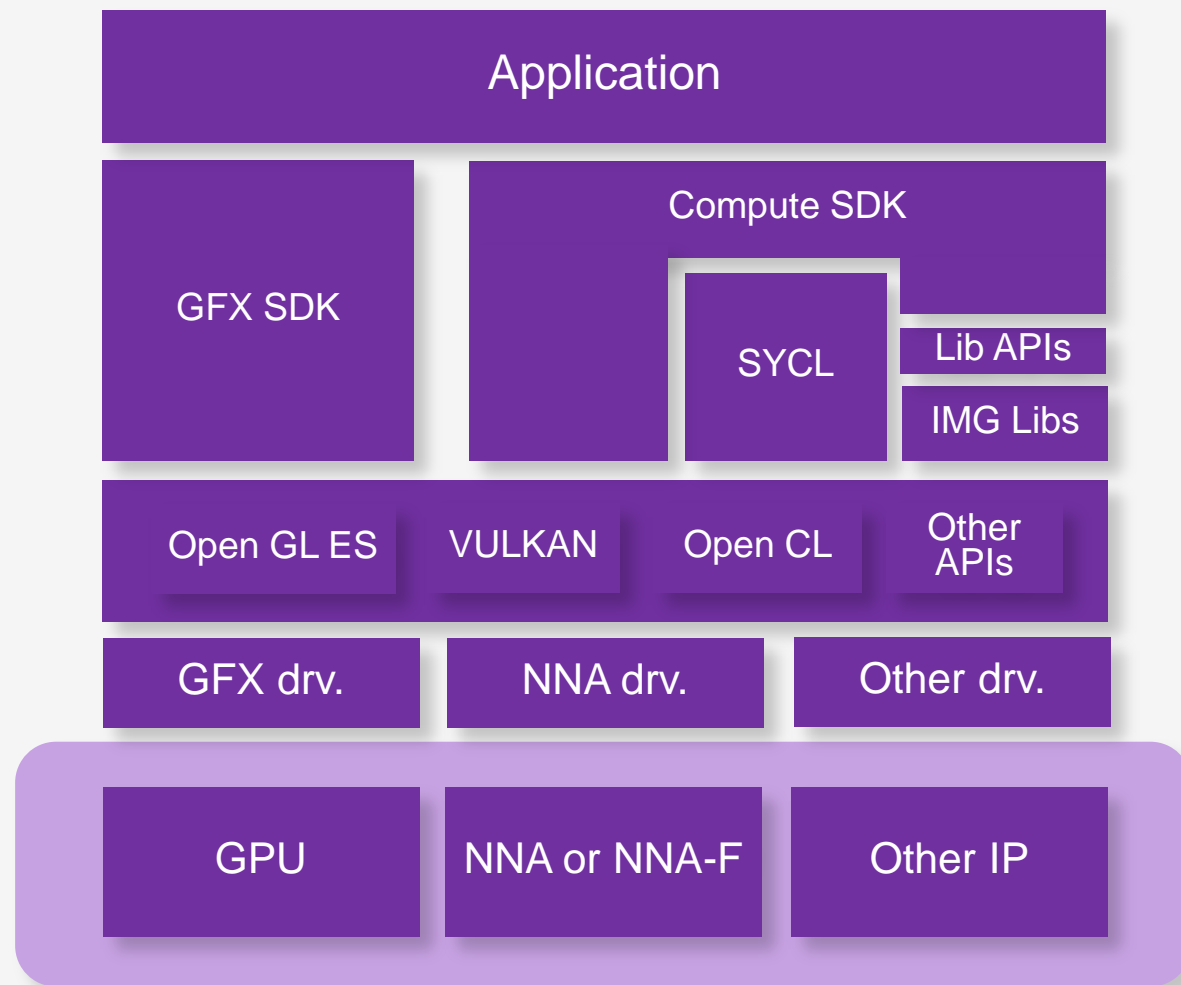 Application
Compute SDK
GFX SDK
SYCL
Lib APIs
IMG Libs
Open GL ES
VULKAN
Open CL
Other
APIs
GFX drv.
NNA drv.
Other drv.
GPU
NNA or NNA-F
Other IP